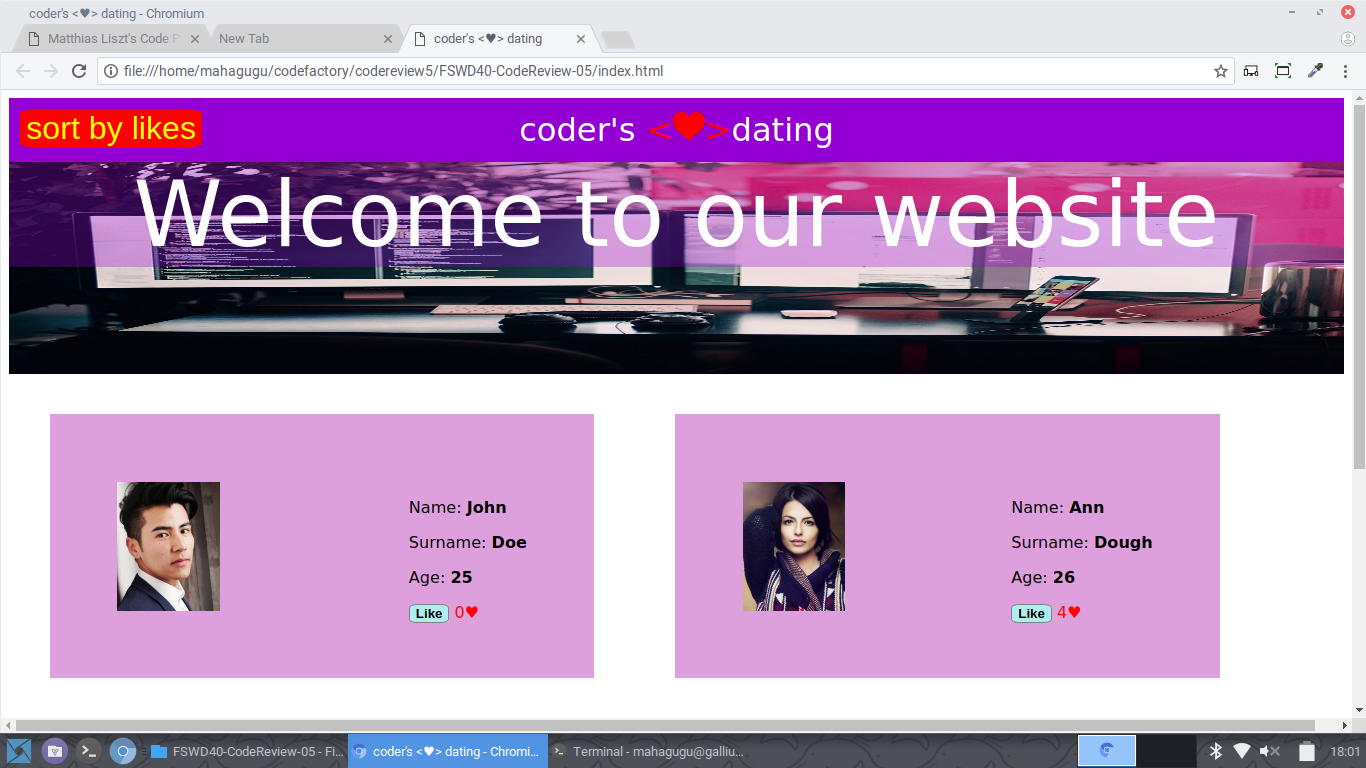 coder's <♥> dating - Chromium
Matthias Liszt's Code
New Tab
coder's <♥> dating
file:///home/mahagugu/codefactory/codereview5/FSWD40-CodeReview-05/index.html
sort by likes
coder's <♥>dating
Welcome to our website
Name: John
Surname: Doe
Age: 25
Like 0♥
Name: Ann
Surname: Dough
Age: 26
Like 4♥
FSWD40-CodeReview-05 - Fi...
coder's <♥> dating - Chromi...
Terminal - mahagugu@galliu...
18:01